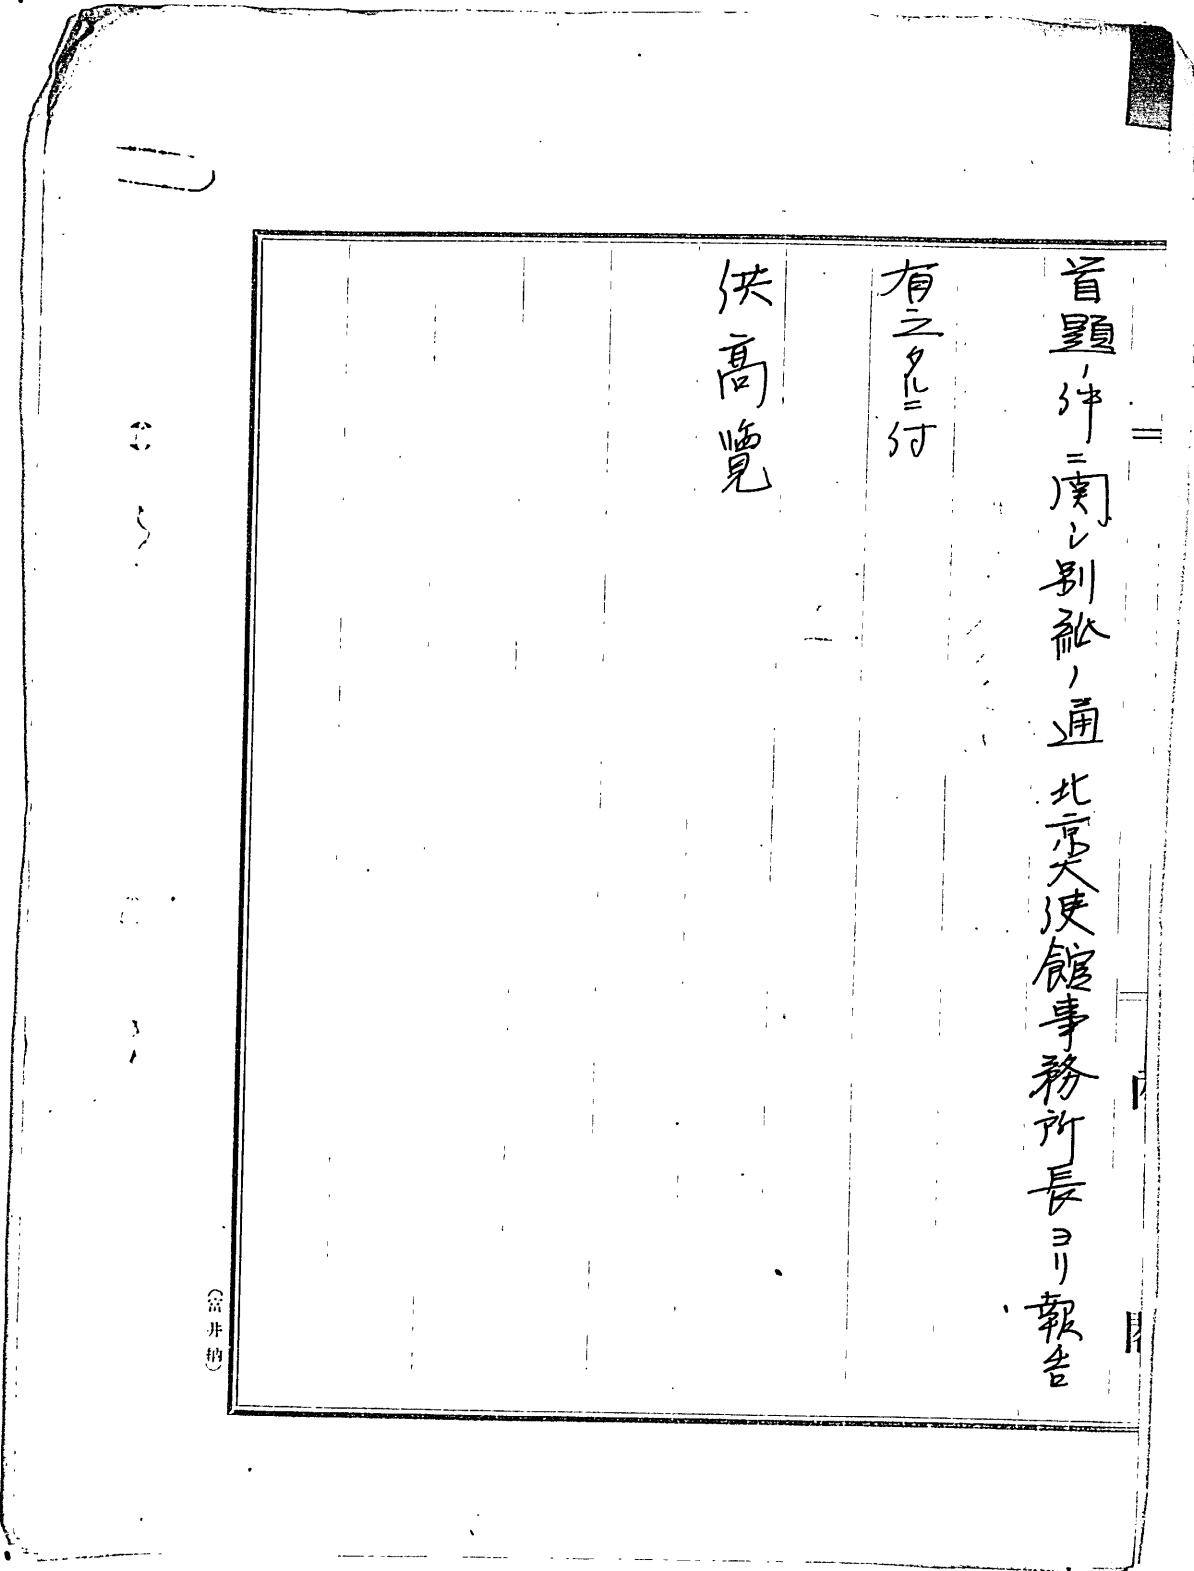 首題ノ件ニ関シ別紙ノ通北京大使館事務所長ヨリ報告
有之タルニ付
供高覧
(富井納)